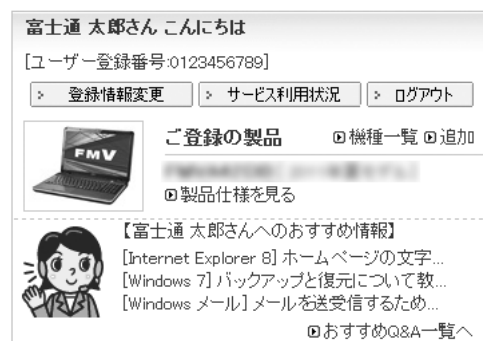 富士通 太郎さん こんにちは
[ユーザー登録番号:0123456789]
登録情報変更 サービス利用状況 ログアウト
ご登録の製品 機種一覧 追加
FMV
製品仕様を見る
【富士通 太郎さんへのおすすめ情報】
[Internet Explorer 8] ホームページの文字...
[Windows 7] バックアップと復元について教...
[Windows メール] メールを送受信するため...
おすすめQ&A一覧へ